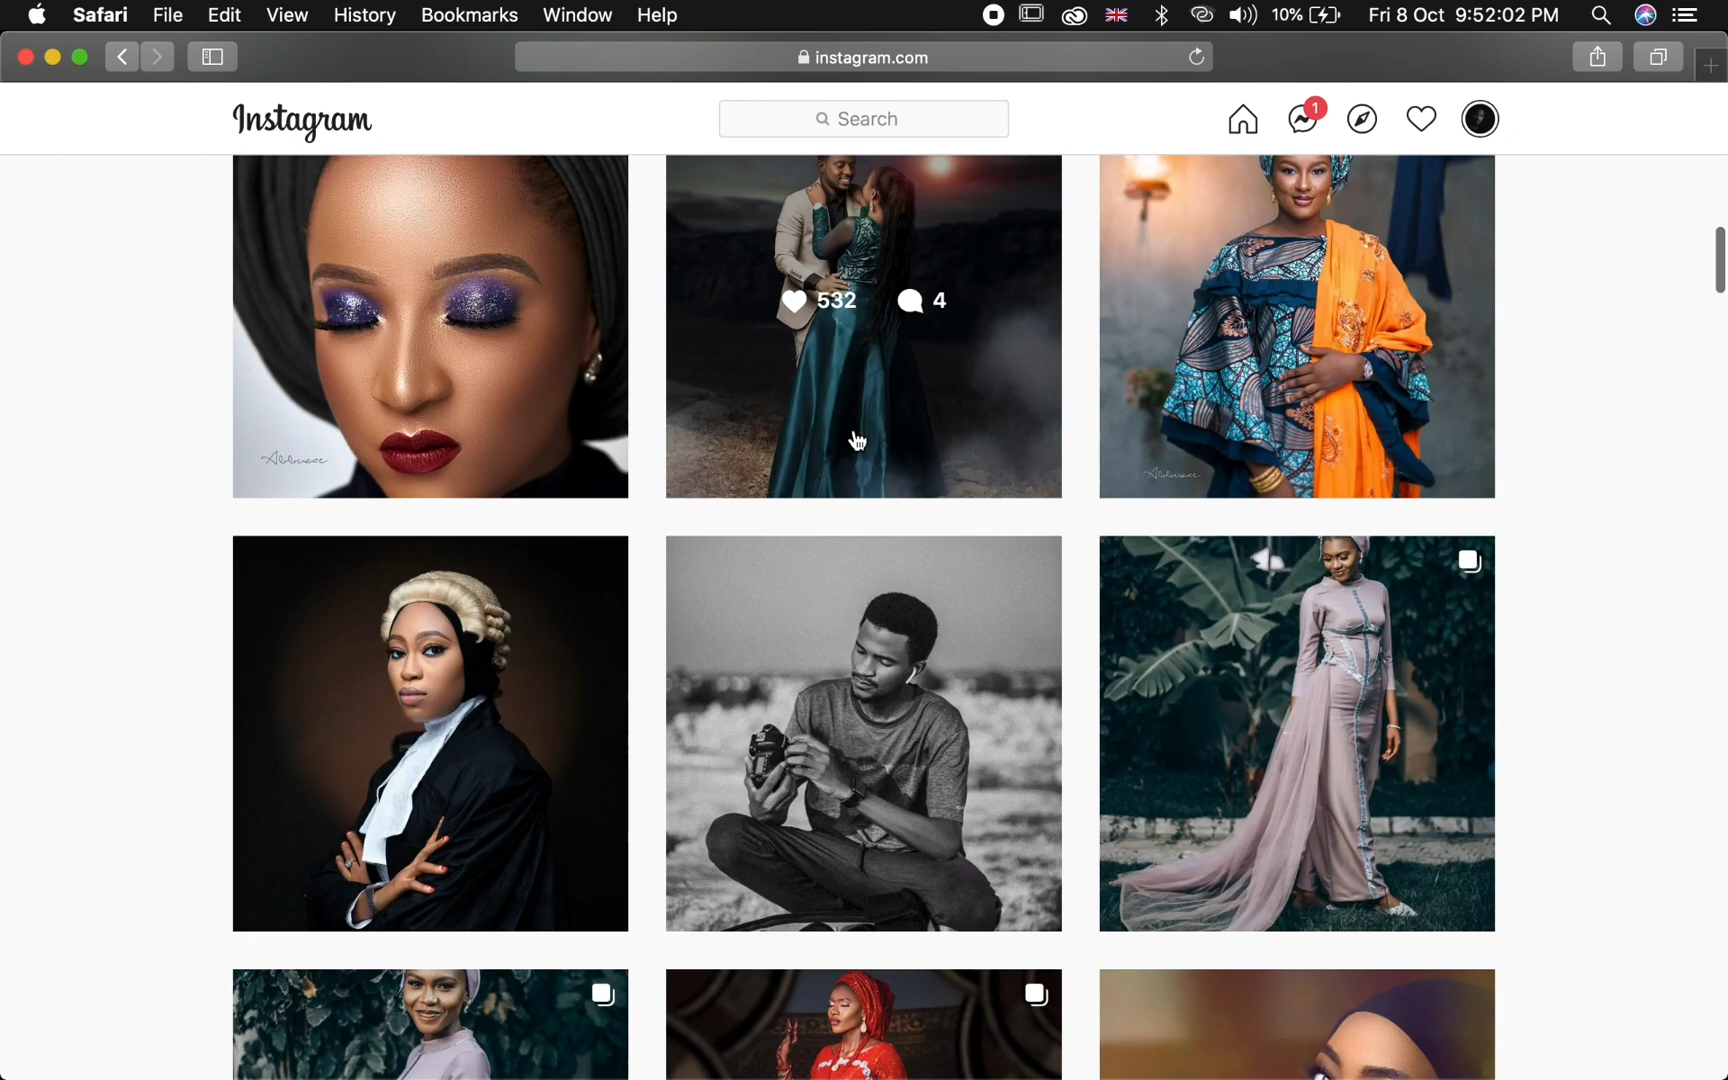 Safari File Edit View History Bookmarks Window Help 10% Fri 8 Oct 9:52:02 PM
instagram.com
Instagram Search 1
532 4